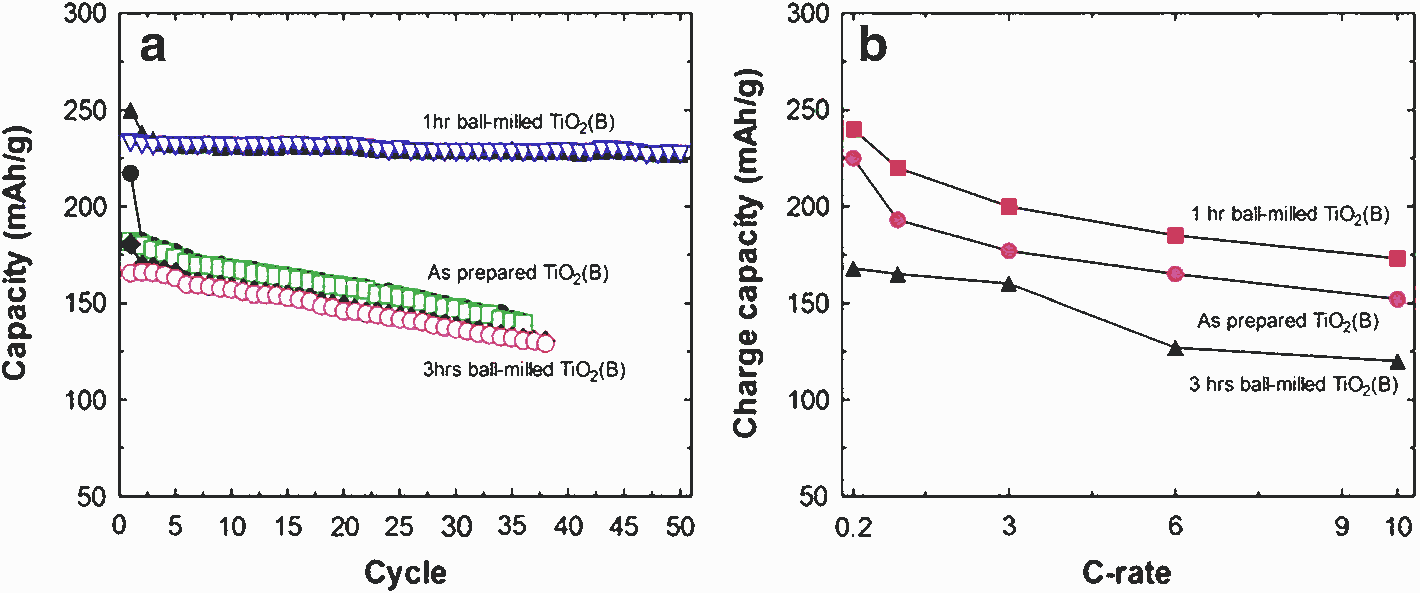 a
300
250
200
150
100
50
Capacity (mAh/g)
1hr ball-milled TiO₂(B)
As prepared TiO₂(B)
3hrs ball-milled TiO₂(B)
0 5 10 15 20 25 30 35 40 45 50
Cycle
b
300
250
200
150
100
50
Charge capacity (mAh/g)
1 hr ball-milled TiO₂(B)
As prepared TiO₂(B)
3 hrs ball-milled TiO₂(B)
0.2 3 6 9 10
C-rate